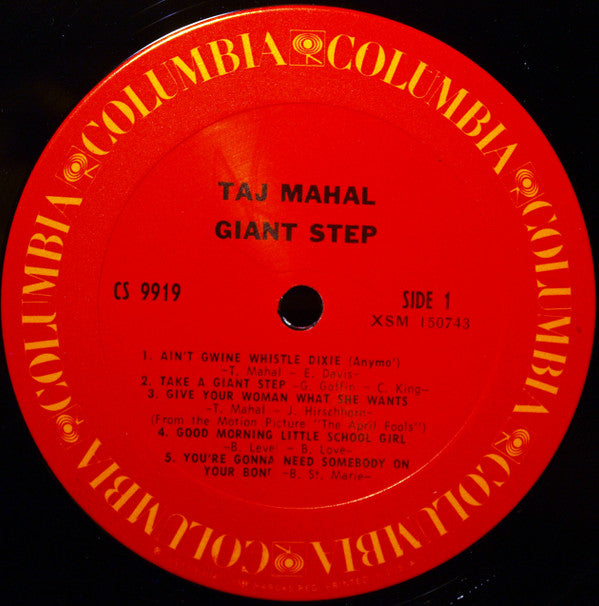 COLUMBIA COLUMBIA COLUMBIA COLUMBIA COLUMBIA COLUMBIA COLUMBIA COLUMBIA
TAJ MAHAL
GIANT STEP
CS 9919
SIDE 1
XSM 150743
1. AIN'T GWINE WHISTLE DIXIE (Anymo')
-T. Mahal - E. Davis-
2. TAKE A GIANT STEP -G. Goffin - C. King-
3. GIVE YOUR WOMAN WHAT SHE WANTS
-T. Mahal - J. Hirschhorn-
(From the Motion Picture "The April Fools")
4. GOOD MORNING LITTLE SCHOOL GIRL
-B. Level - B. Love-
5. YOU'RE GONNA NEED SOMEBODY ON
YOUR BOND -B. St. Marie-